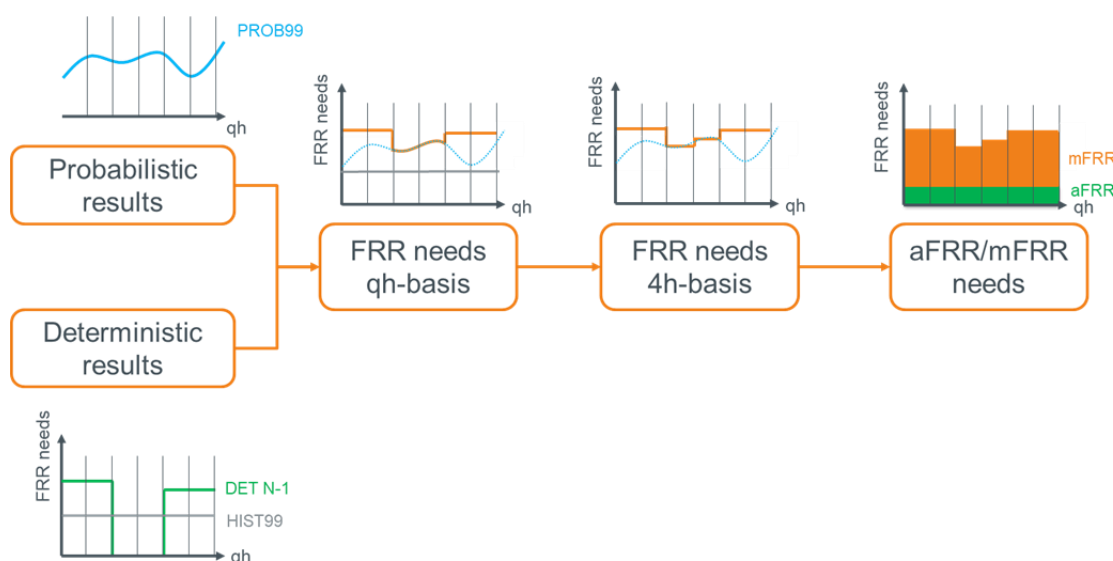 PROB99
qh
Probabilistic
results
Deterministic
results
FRR needs
DET N-1
HIST99
qh
FRR needs
qh
FRR needs
qh-basis
FRR needs
qh
FRR needs
4h-basis
FRR needs
mFRR
aFRR
qh
aFRR/mFRR
needs